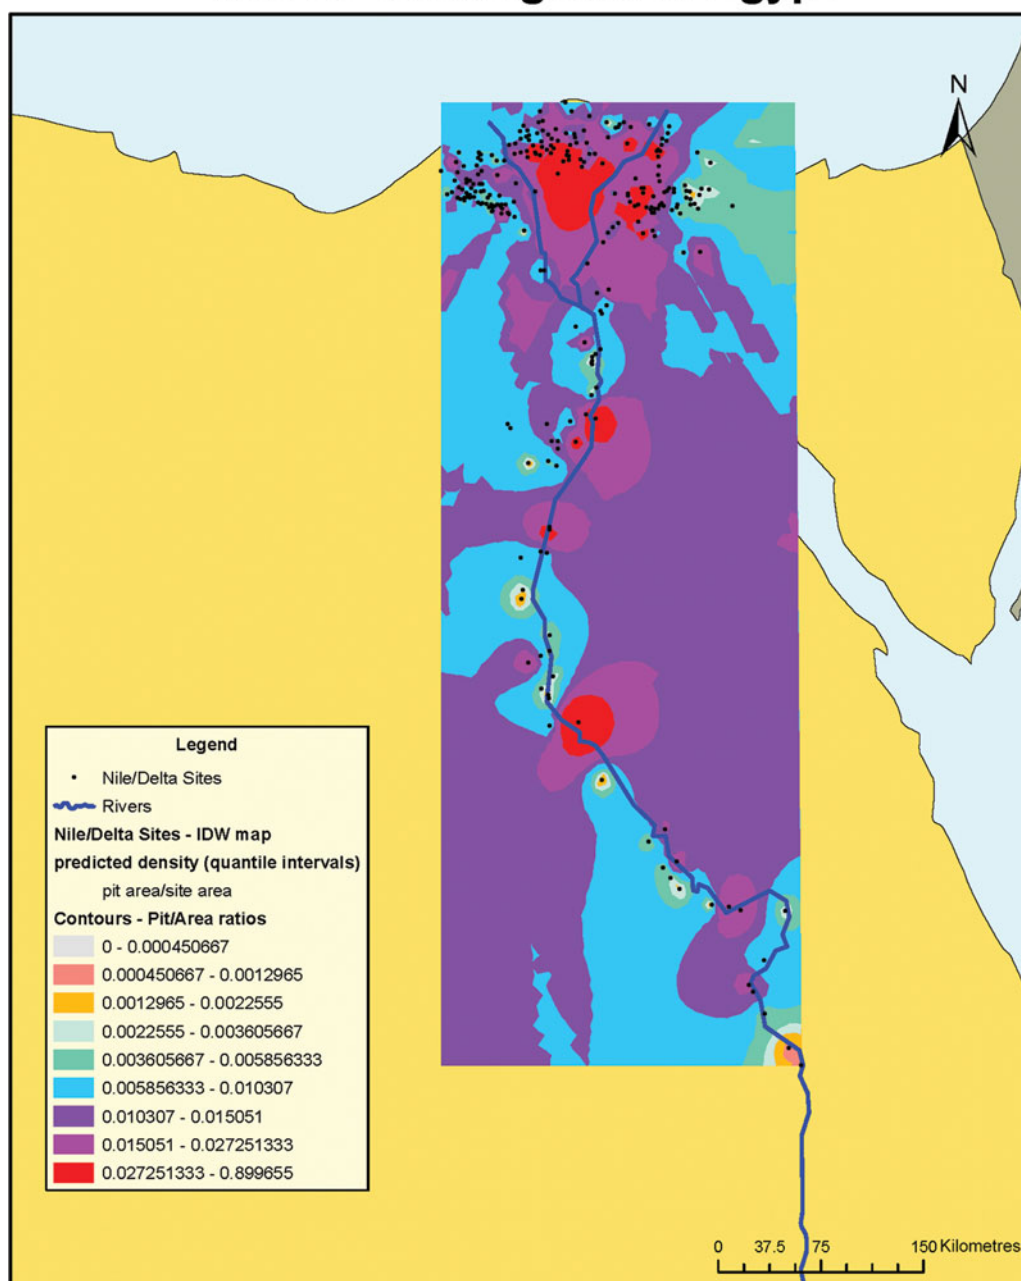 N
Legend
Nile/Delta Sites
Rivers
Nile/Delta Sites - IDW map
predicted density (quantile intervals)
pit area/site area
Contours - Pit/Area ratios
0 - 0.000450667
0.000450667 - 0.0012965
0.0012965 - 0.0022555
0.0022555 - 0.003605667
0.003605667 - 0.005856333
0.005856333 - 0.010307
0.010307 - 0.015051
0.015051 - 0.027251333
0.027251333 - 0.899655
0 37.5 75 150 Kilometres